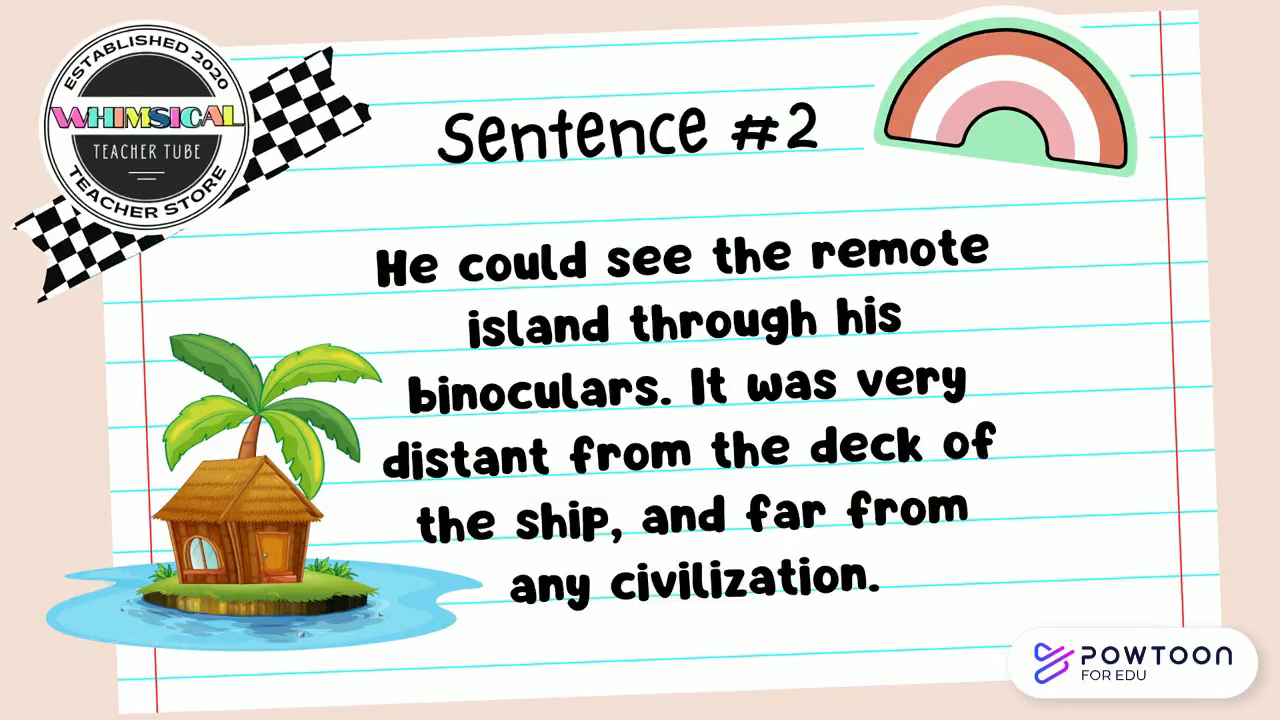 ESTABLISHED 2020
WHIMSICAL
TEACHER TUBE
TEACHER STORE
Sentence #2
He could see the remote
island through his
binoculars. It was very
distant from the deck of
the ship, and far from
any civilization.
POWTOON
FOR EDU